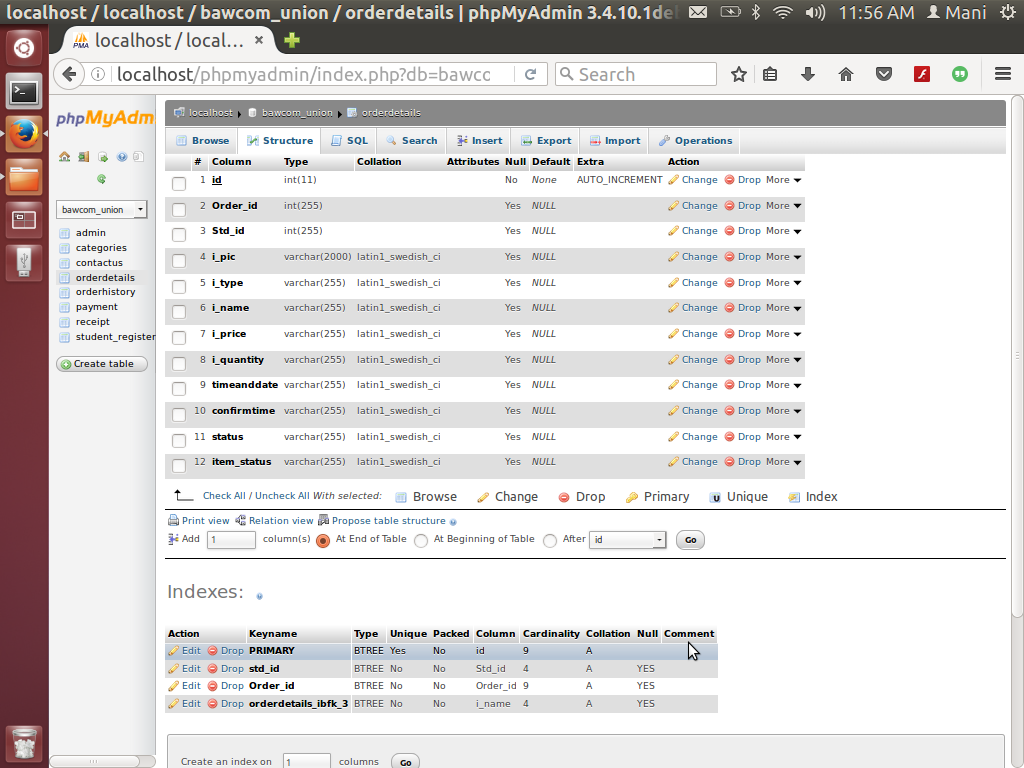 localhost / localhost / bawcom_union / orderdetails | phpMyAdmin 3.4.10.1de 11:56 AM Mani
PMA localhost / local... ×
localhost/phpmyadmin/index.php?db=bawco Search
phpMyAdm
localhost bawcom_union orderdetails
Browse Structure SQL Search Insert Export Import Operations
bawcom_union
admin
categories
contactus
orderdetails
orderhistory
payment
receipt
student_register
Create table
# Column Type Collation Attributes Null Default Extra Action
1 id int(11) No None AUTO_INCREMENT Change Drop More
2 Order_id int(255) Yes NULL Change Drop More
3 Std_id int(255) Yes NULL Change Drop More
4 i_pic varchar(2000) latin1_swedish_ci Yes NULL Change Drop More
5 i_type varchar(255) latin1_swedish_ci Yes NULL Change Drop More
6 i_name varchar(255) latin1_swedish_ci Yes NULL Change Drop More
7 i_price varchar(255) latin1_swedish_ci Yes NULL Change Drop More
8 i_quantity varchar(255) latin1_swedish_ci Yes NULL Change Drop More
9 timeanddate varchar(255) latin1_swedish_ci Yes NULL Change Drop More
10 confirmtime varchar(255) latin1_swedish_ci Yes NULL Change Drop More
11 status varchar(255) latin1_swedish_ci Yes NULL Change Drop More
12 item_status varchar(255) latin1_swedish_ci Yes NULL Change Drop More
Check All / Uncheck All With selected: Browse Change Drop Primary U Unique Index
Print view Relation view Propose table structure
Add 1 column(s) At End of Table At Beginning of Table After id Go
Indexes:
Action Keyname Type Unique Packed Column Cardinality Collation Null Comment
Edit Drop PRIMARY BTREE Yes No id 9 A
Edit Drop std_id BTREE No No Std_id 4 A YES
Edit Drop Order_id BTREE No No Order_id 9 A YES
Edit Drop orderdetails_ibfk_3 BTREE No No i_name 4 A YES
Create an index on 1 columns Go